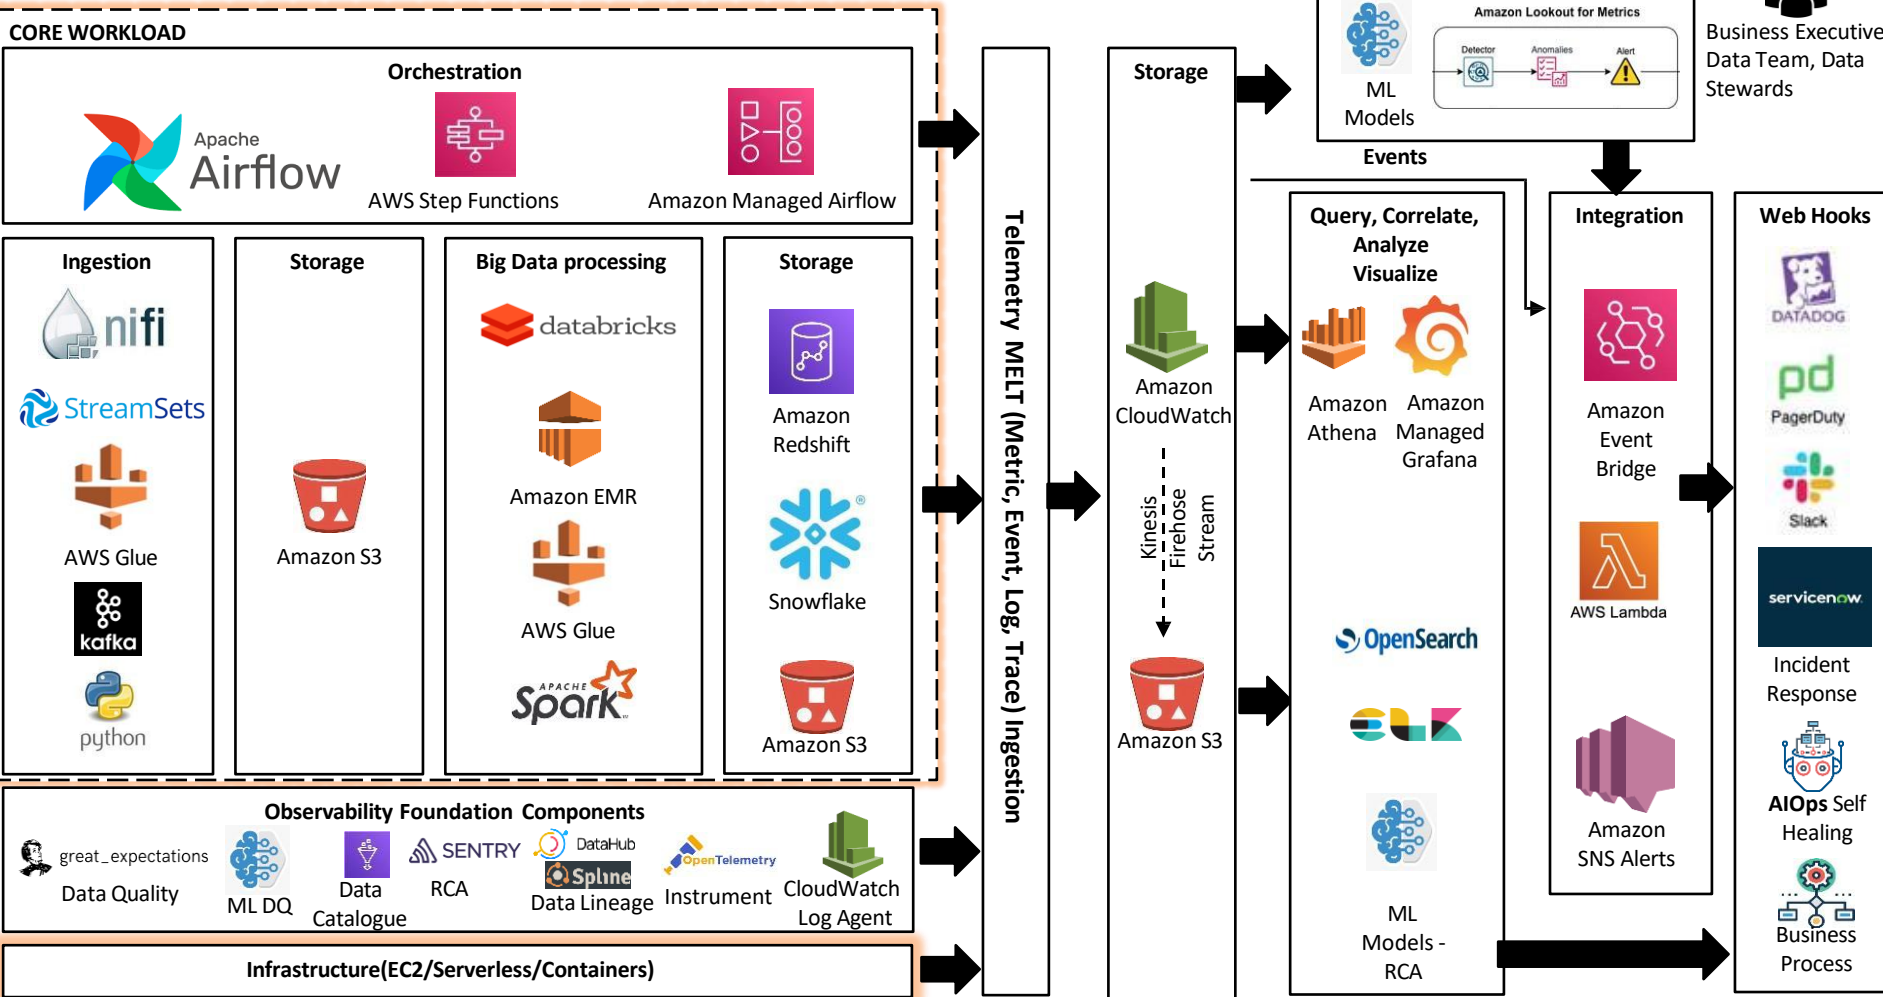 CORE WORKLOAD
Orchestration
Apache
Airflow
AWS Step Functions
Amazon Managed Airflow
Ingestion
nifi
StreamSets
AWS Glue
kafka
python
Storage
Amazon S3
Big Data processing
databricks
Amazon EMR
AWS Glue
APACHE
Spark
Storage
Amazon
Redshift
Snowflake
Amazon S3
Observability Foundation Components
great_expectations
Data Quality
ML DQ
Data
Catalogue
SENTRY
RCA
DataHub
Spline
Data Lineage
OpenTelemetry
Instrument
CloudWatch
Log Agent
Infrastructure(EC2/Serverless/Containers)
Telemetry MELT (Metric, Event, Log, Trace) Ingestion
Storage
Amazon
CloudWatch
Kinesis
Firehose
Stream
Amazon S3
ML
Models
Amazon Lookout for Metrics
Detector
Anomalies
Alert
Business Executive
Data Team, Data
Stewards
Events
Query, Correlate,
Analyze
Visualize
Amazon
Athena
Amazon
Managed
Grafana
OpenSearch
ELK
ML
Models -
RCA
Integration
Amazon
Event
Bridge
AWS Lambda
Amazon
SNS Alerts
Web Hooks
DATADOG
pd
PagerDuty
Slack
servicenow.
Incident
Response
AIOps Self
Healing
Business
Process